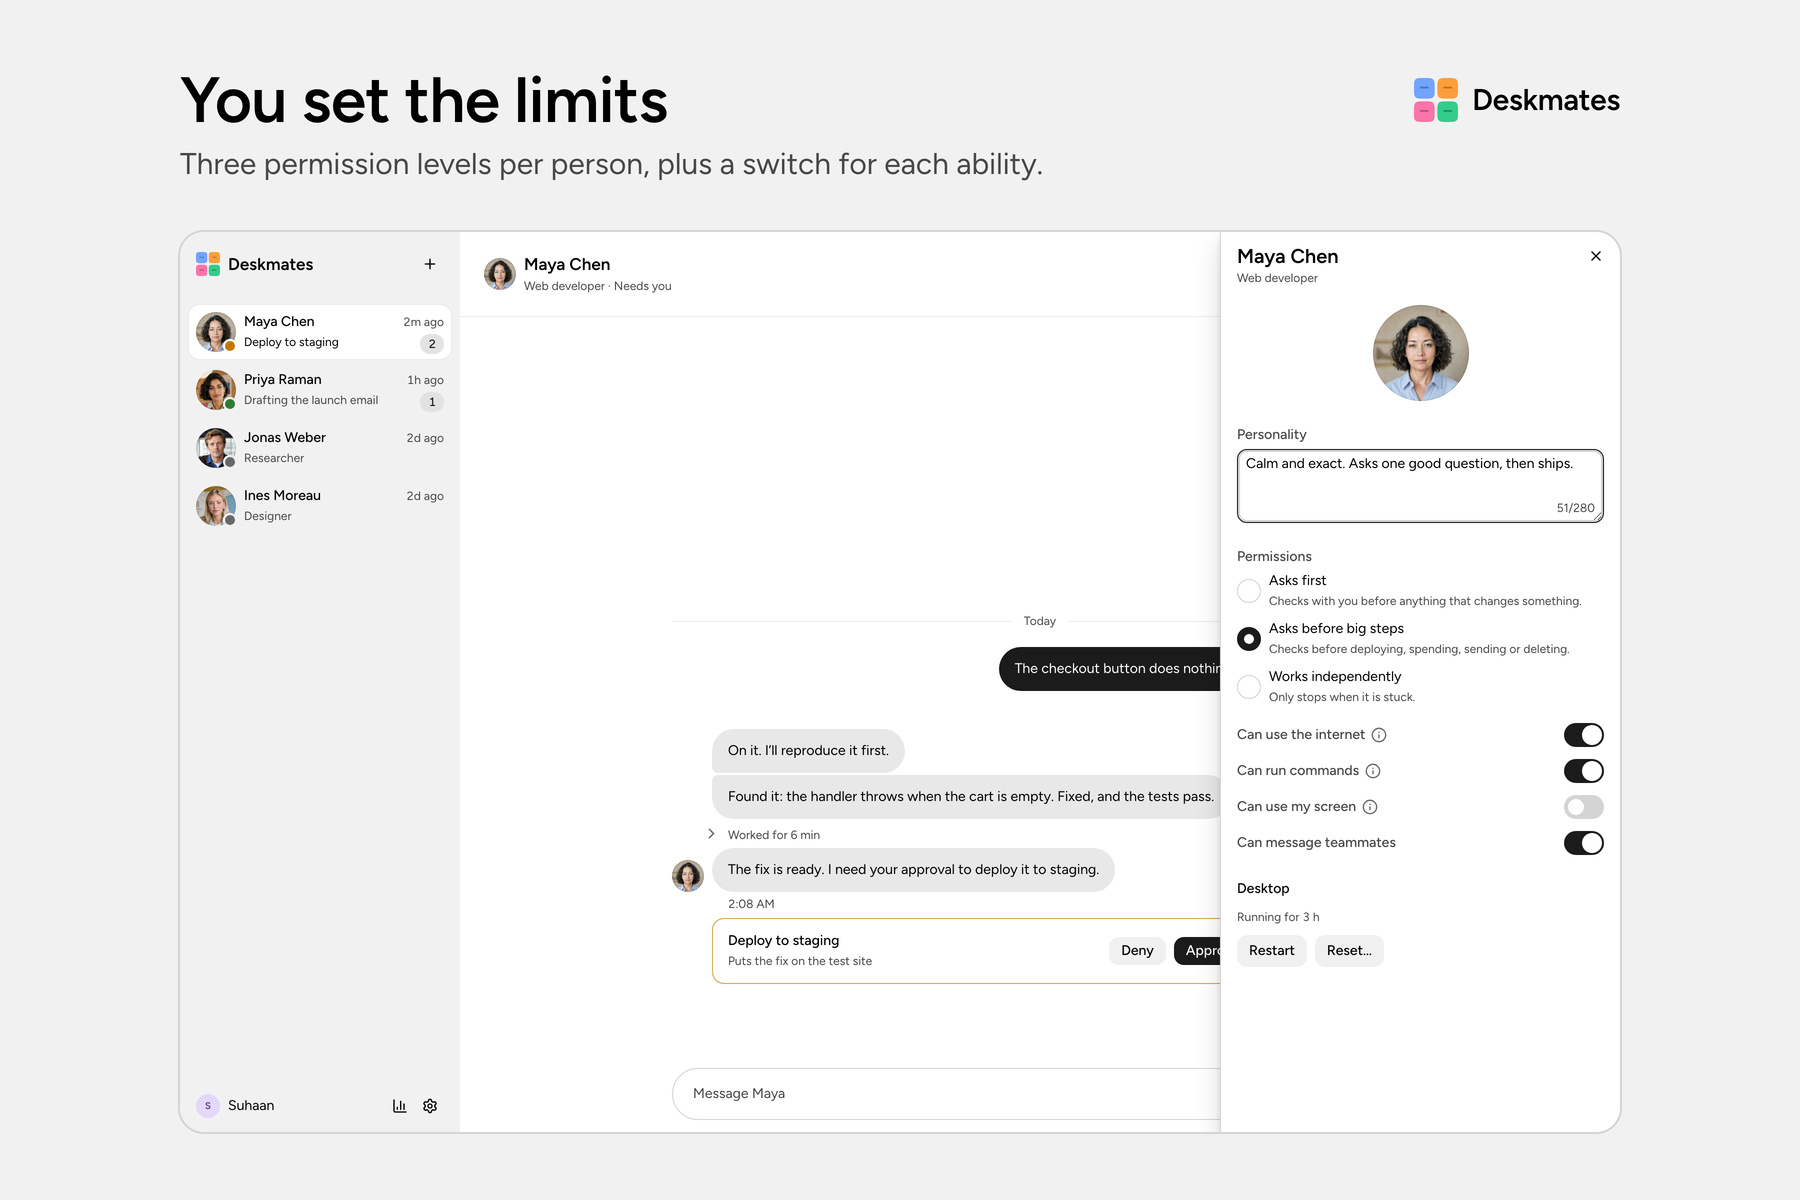 You set the limits
Three permission levels per person, plus a switch for each ability.
Deskmates
Deskmates
Maya Chen
2m ago
Deploy to staging
2
Priya Raman
1h ago
Drafting the launch email
1
Jonas Weber
2d ago
Researcher
Ines Moreau
2d ago
Designer
S
Suhaan
Maya Chen
Web developer · Needs you
Today
The checkout button does nothin
On it. I'll reproduce it first.
Found it: the handler throws when the cart is empty. Fixed, and the tests pass.
Worked for 6 min
The fix is ready. I need your approval to deploy it to staging.
2:08 AM
Deploy to staging
Puts the fix on the test site
Deny
Appro
Message Maya
Maya Chen
Web developer
Personality
Calm and exact. Asks one good question, then ships.
51/280
Permissions
Asks first
Checks with you before anything that changes something.
Asks before big steps
Checks before deploying, spending, sending or deleting.
Works independently
Only stops when it is stuck.
Can use the internet
Can run commands
Can use my screen
Can message teammates
Desktop
Running for 3 h
Restart
Reset...